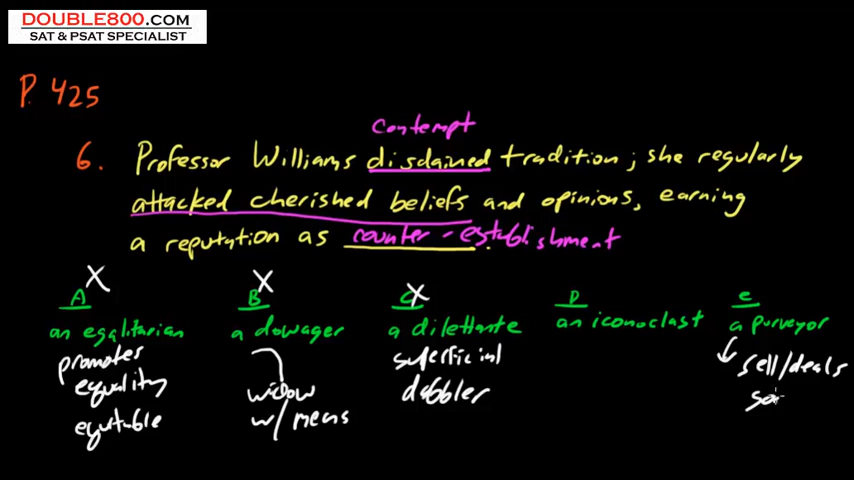 DOUBLE800.COM
SAT & PSAT SPECIALIST
P. 425
contempt
6. Professor Williams disdained tradition; she regularly
attacked cherished beliefs and opinions, earning
a reputation as counter-establishment.
X X X
A B C D e
an egalitarian a dowager a dilettante an iconoclast a purveyor
promotes superficial sell/deals
equality widow dabbler
equitable w/ means